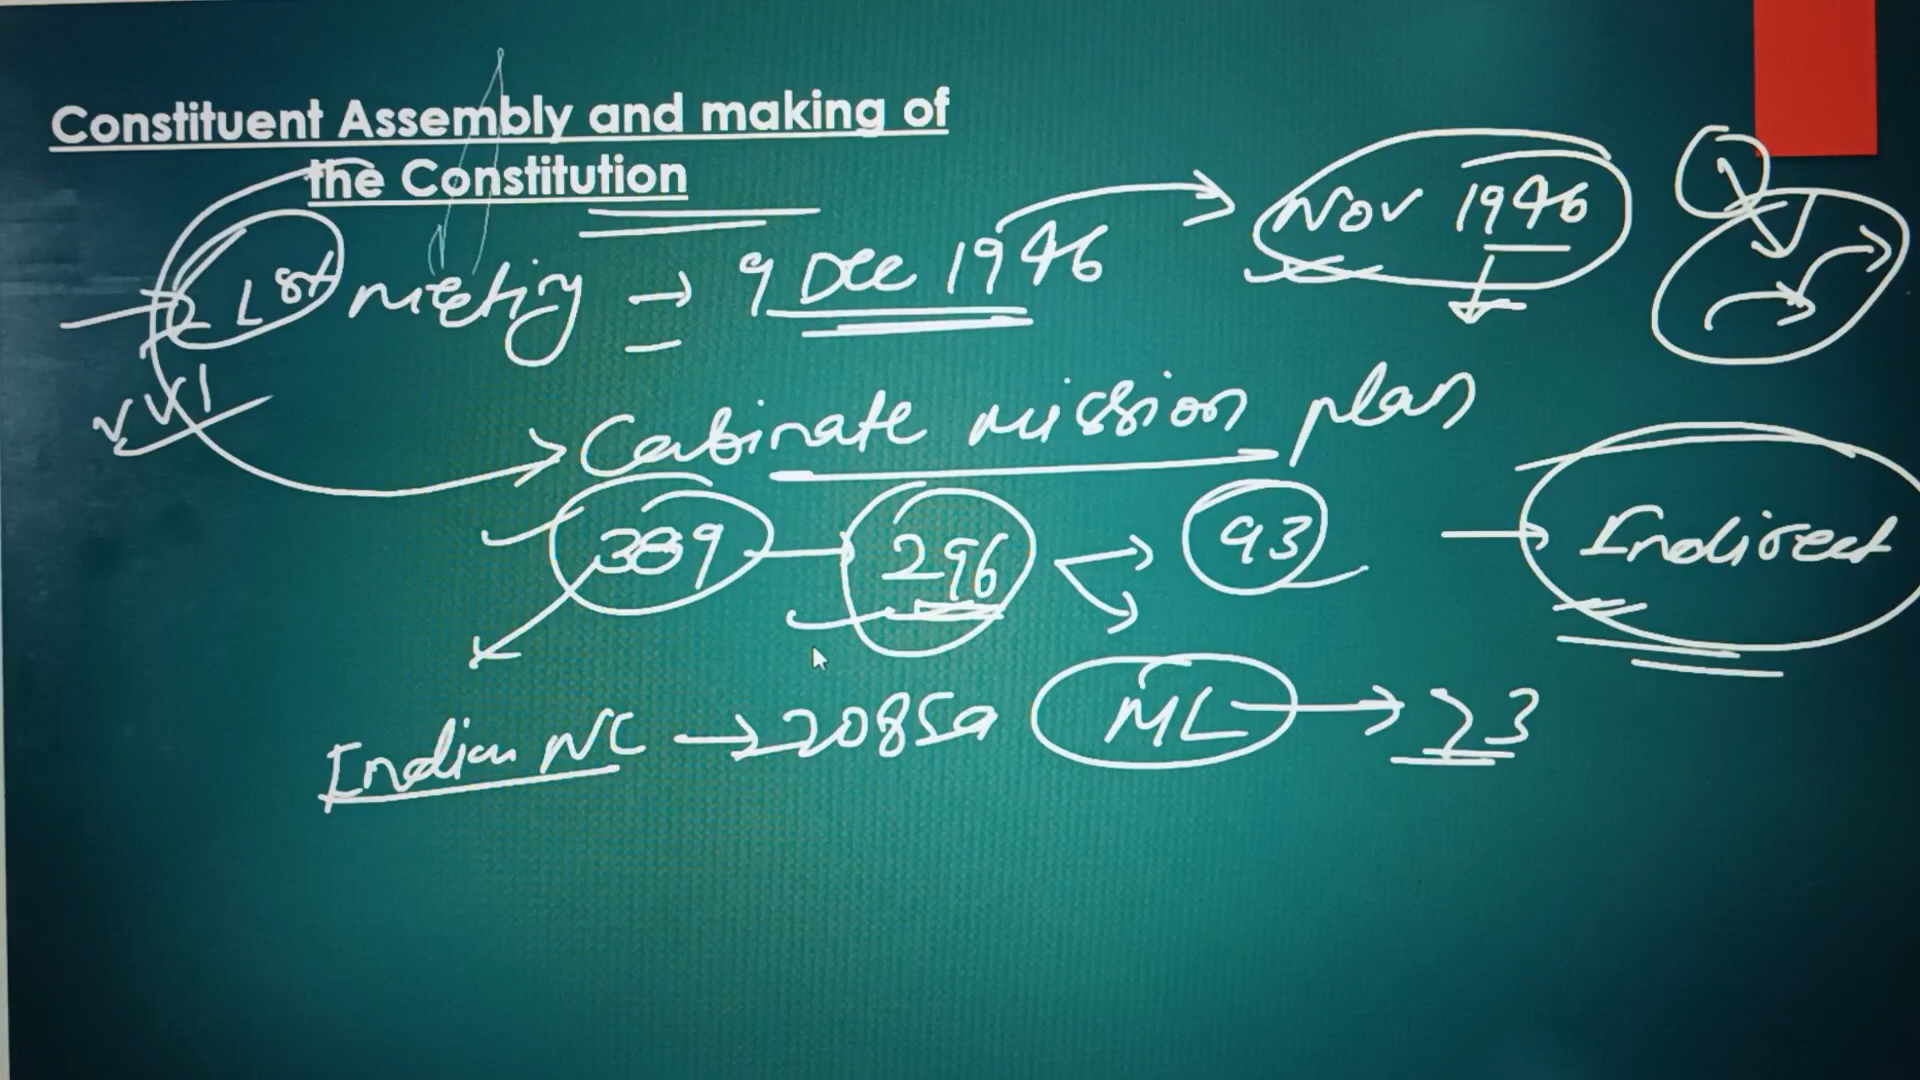 Constituent Assembly and making of
the Constitution
1st meeting → 9 Dec 1946 → Nov 1946
VVI
Cabinate mission plan
389 296 93 → Indirect
Indian NC → 208 ML → 23